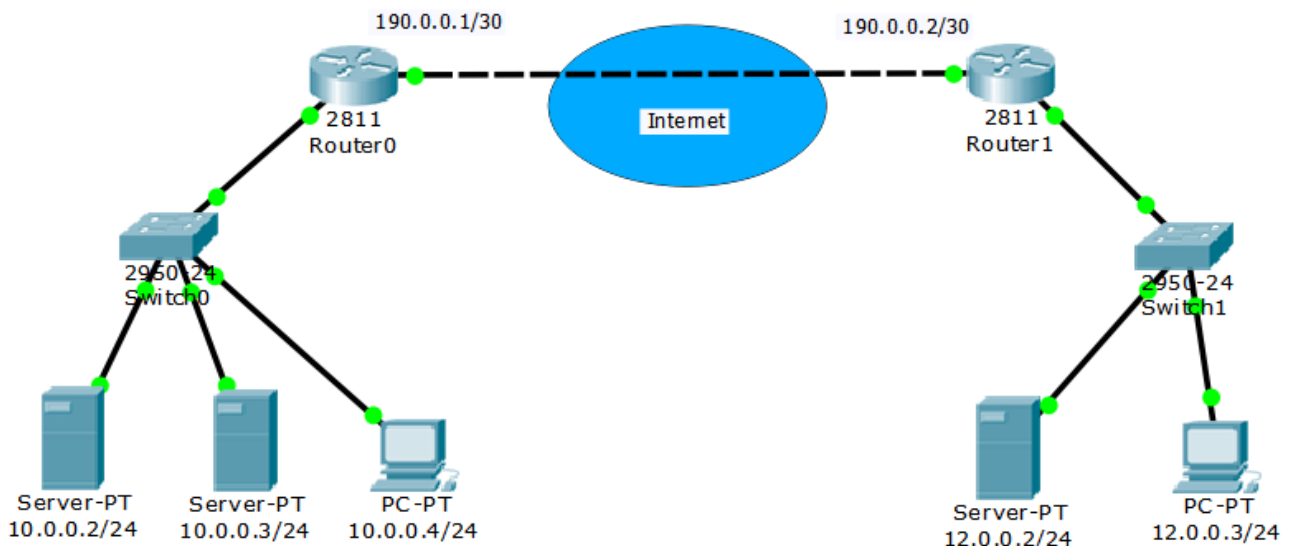 190.0.0.1/30
190.0.0.2/30
2811
Router0
Internet
2811
Router1
2950-24
Switch0
2950-24
Switch1
Server-PT
10.0.0.2/24
Server-PT
10.0.0.3/24
PC-PT
10.0.0.4/24
Server-PT
12.0.0.2/24
PC-PT
12.0.0.3/24